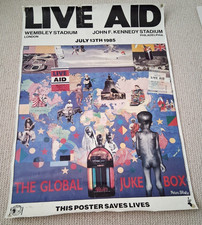 LIVE AID
WEMBLEY STADIUM
LONDON
JOHN F. KENNEDY STADIUM
PHILADELPHIA
JULY 13TH 1985
LIVE AID
THE GLOBAL JUKE BOX
THIS POSTER SAVES LIVES